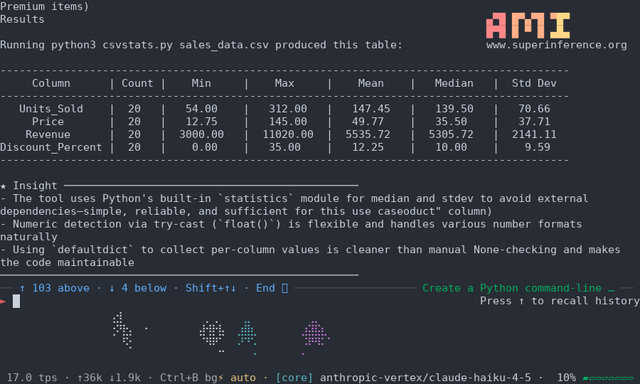 Premium items)
Results
AMI
Running python3 csvstats.py sales_data.csv produced this table: www.superinference.org
Column | Count | Min | Max | Mean | Median | Std Dev
Units_Sold | 20 | 54.00 | 312.00 | 147.45 | 139.50 | 70.66
Price | 20 | 12.75 | 145.00 | 49.77 | 35.50 | 37.71
Revenue | 20 | 3000.00 | 11020.00 | 5535.72 | 5305.72 | 2141.11
Discount_Percent | 20 | 0.00 | 35.00 | 12.25 | 10.00 | 9.59
★ Insight
- The tool uses Python's built-in `statistics` module for median and stdev to avoid external
dependencies—simple, reliable, and sufficient for this use caseoduct" column)
- Numeric detection via try-cast (`float()`) is flexible and handles various number formats
naturally
- Using `defaultdict` to collect per-column values is cleaner than manual None-checking and makes
the code maintainable
↑ 103 above · ↓ 4 below · Shift+↑↓ · End Create a Python command-line …
Press ↑ to recall history
17.0 tps · ↑36k ↓1.9k · Ctrl+B bg⚡ auto · [core] anthropic-vertex/claude-haiku-4-5 · 10%